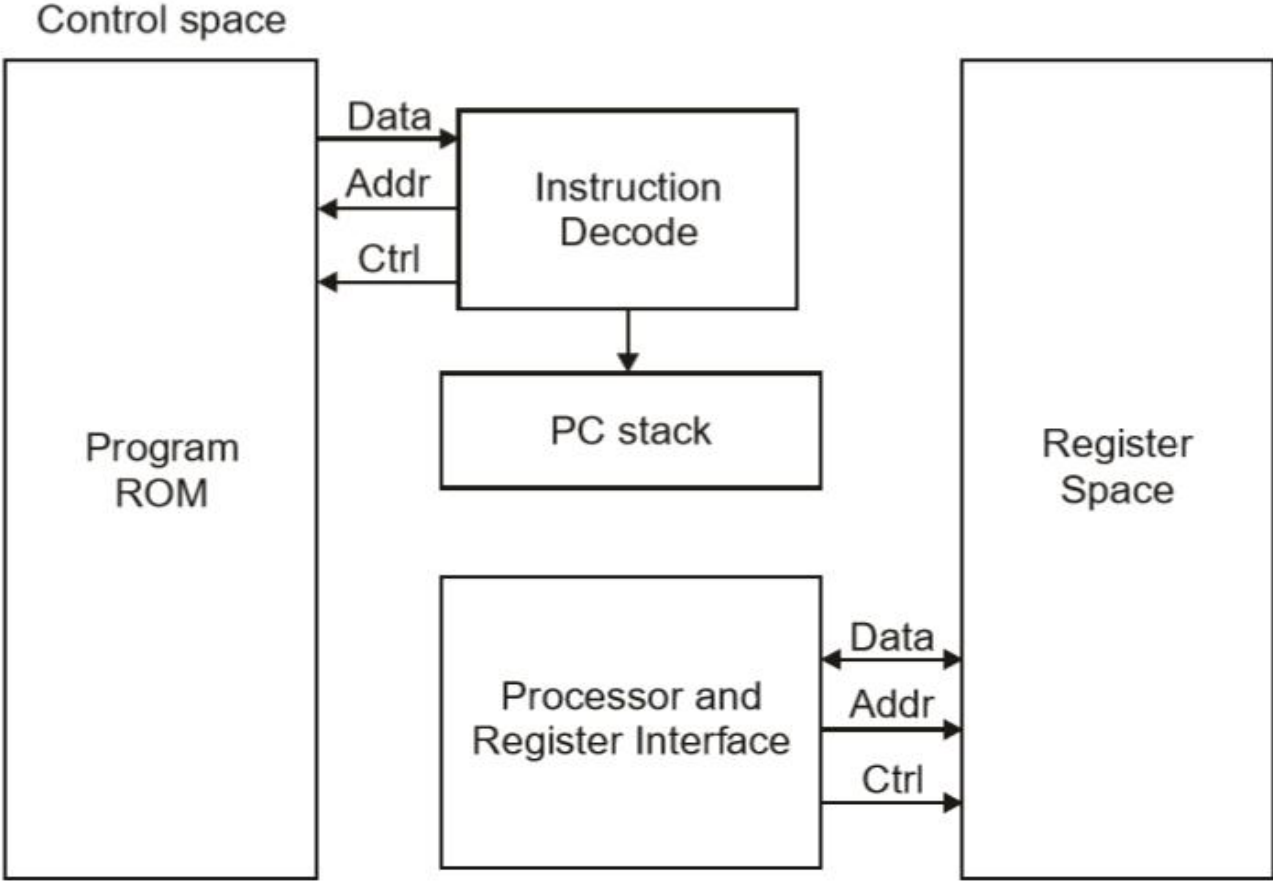 Control space
Data
Addr
Ctrl
Instruction
Decode
PC stack
Program
ROM
Register
Space
Processor and
Register Interface
Data
Addr
Ctrl